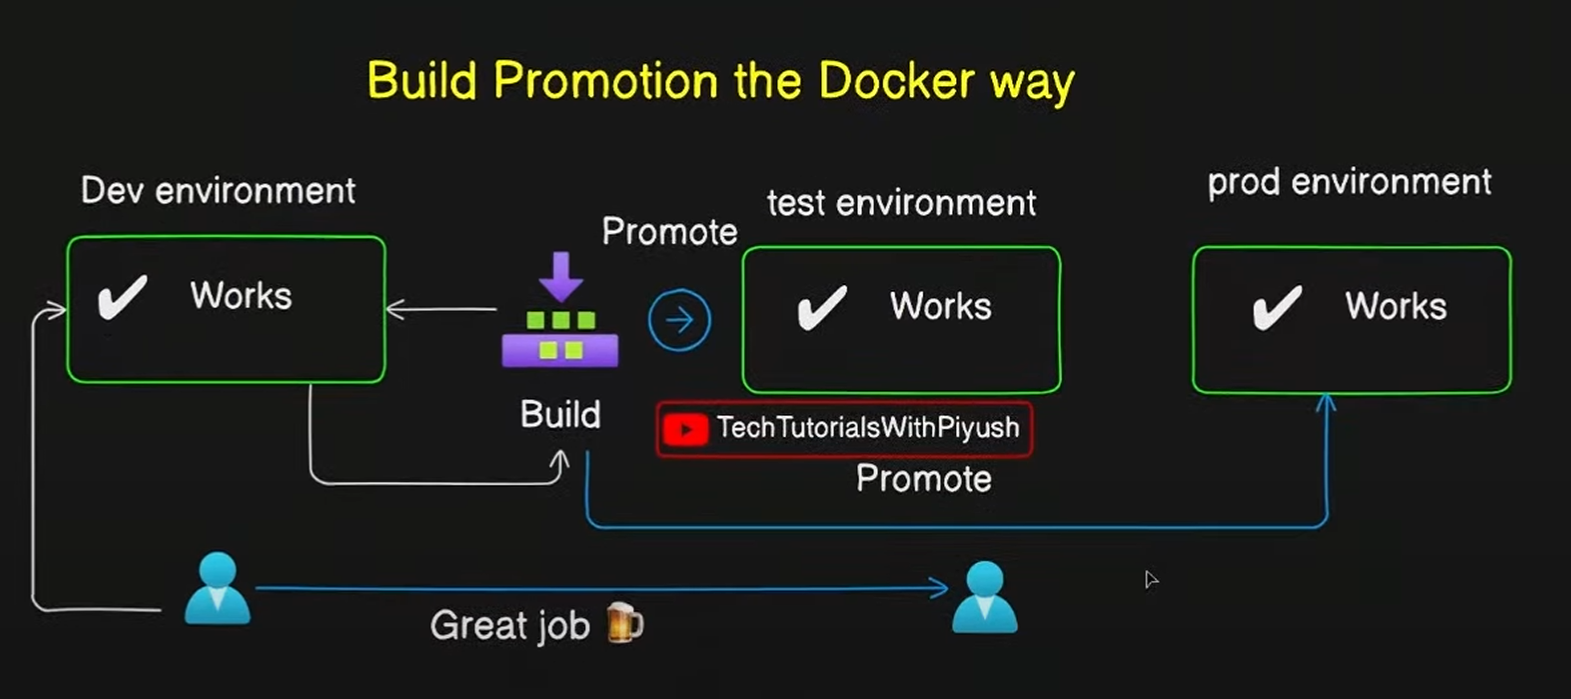 Build Promotion the Docker way
Dev environment
Promote
test environment
prod environment
Works
Works
Works
Build
TechTutorialsWithPiyush
Promote
Great job